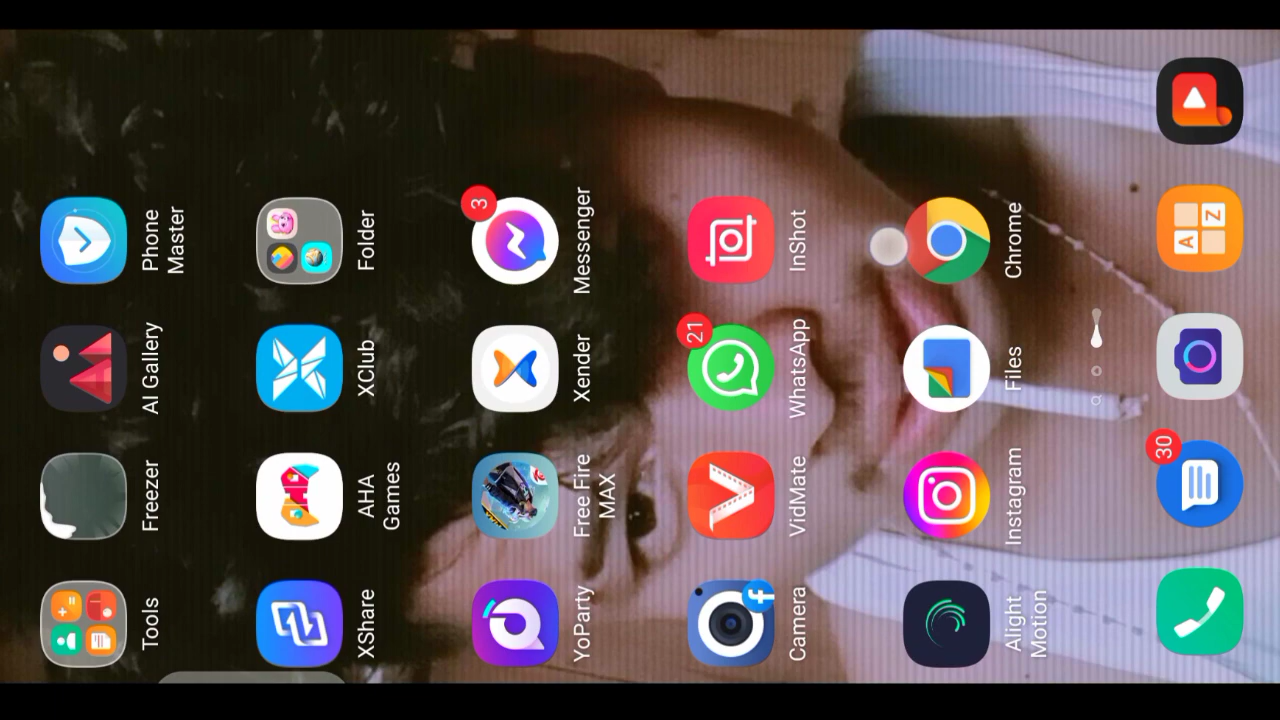 Tools
Freezer
AI Gallery
Phone
Master
XShare
AHA
Games
XClub
Folder
YoParty
Free Fire
MAX
Xender
3
Messenger
Camera
f
VidMate
21
WhatsApp
InShot
Alight
Motion
Instagram
Files
Chrome
30
A
Z